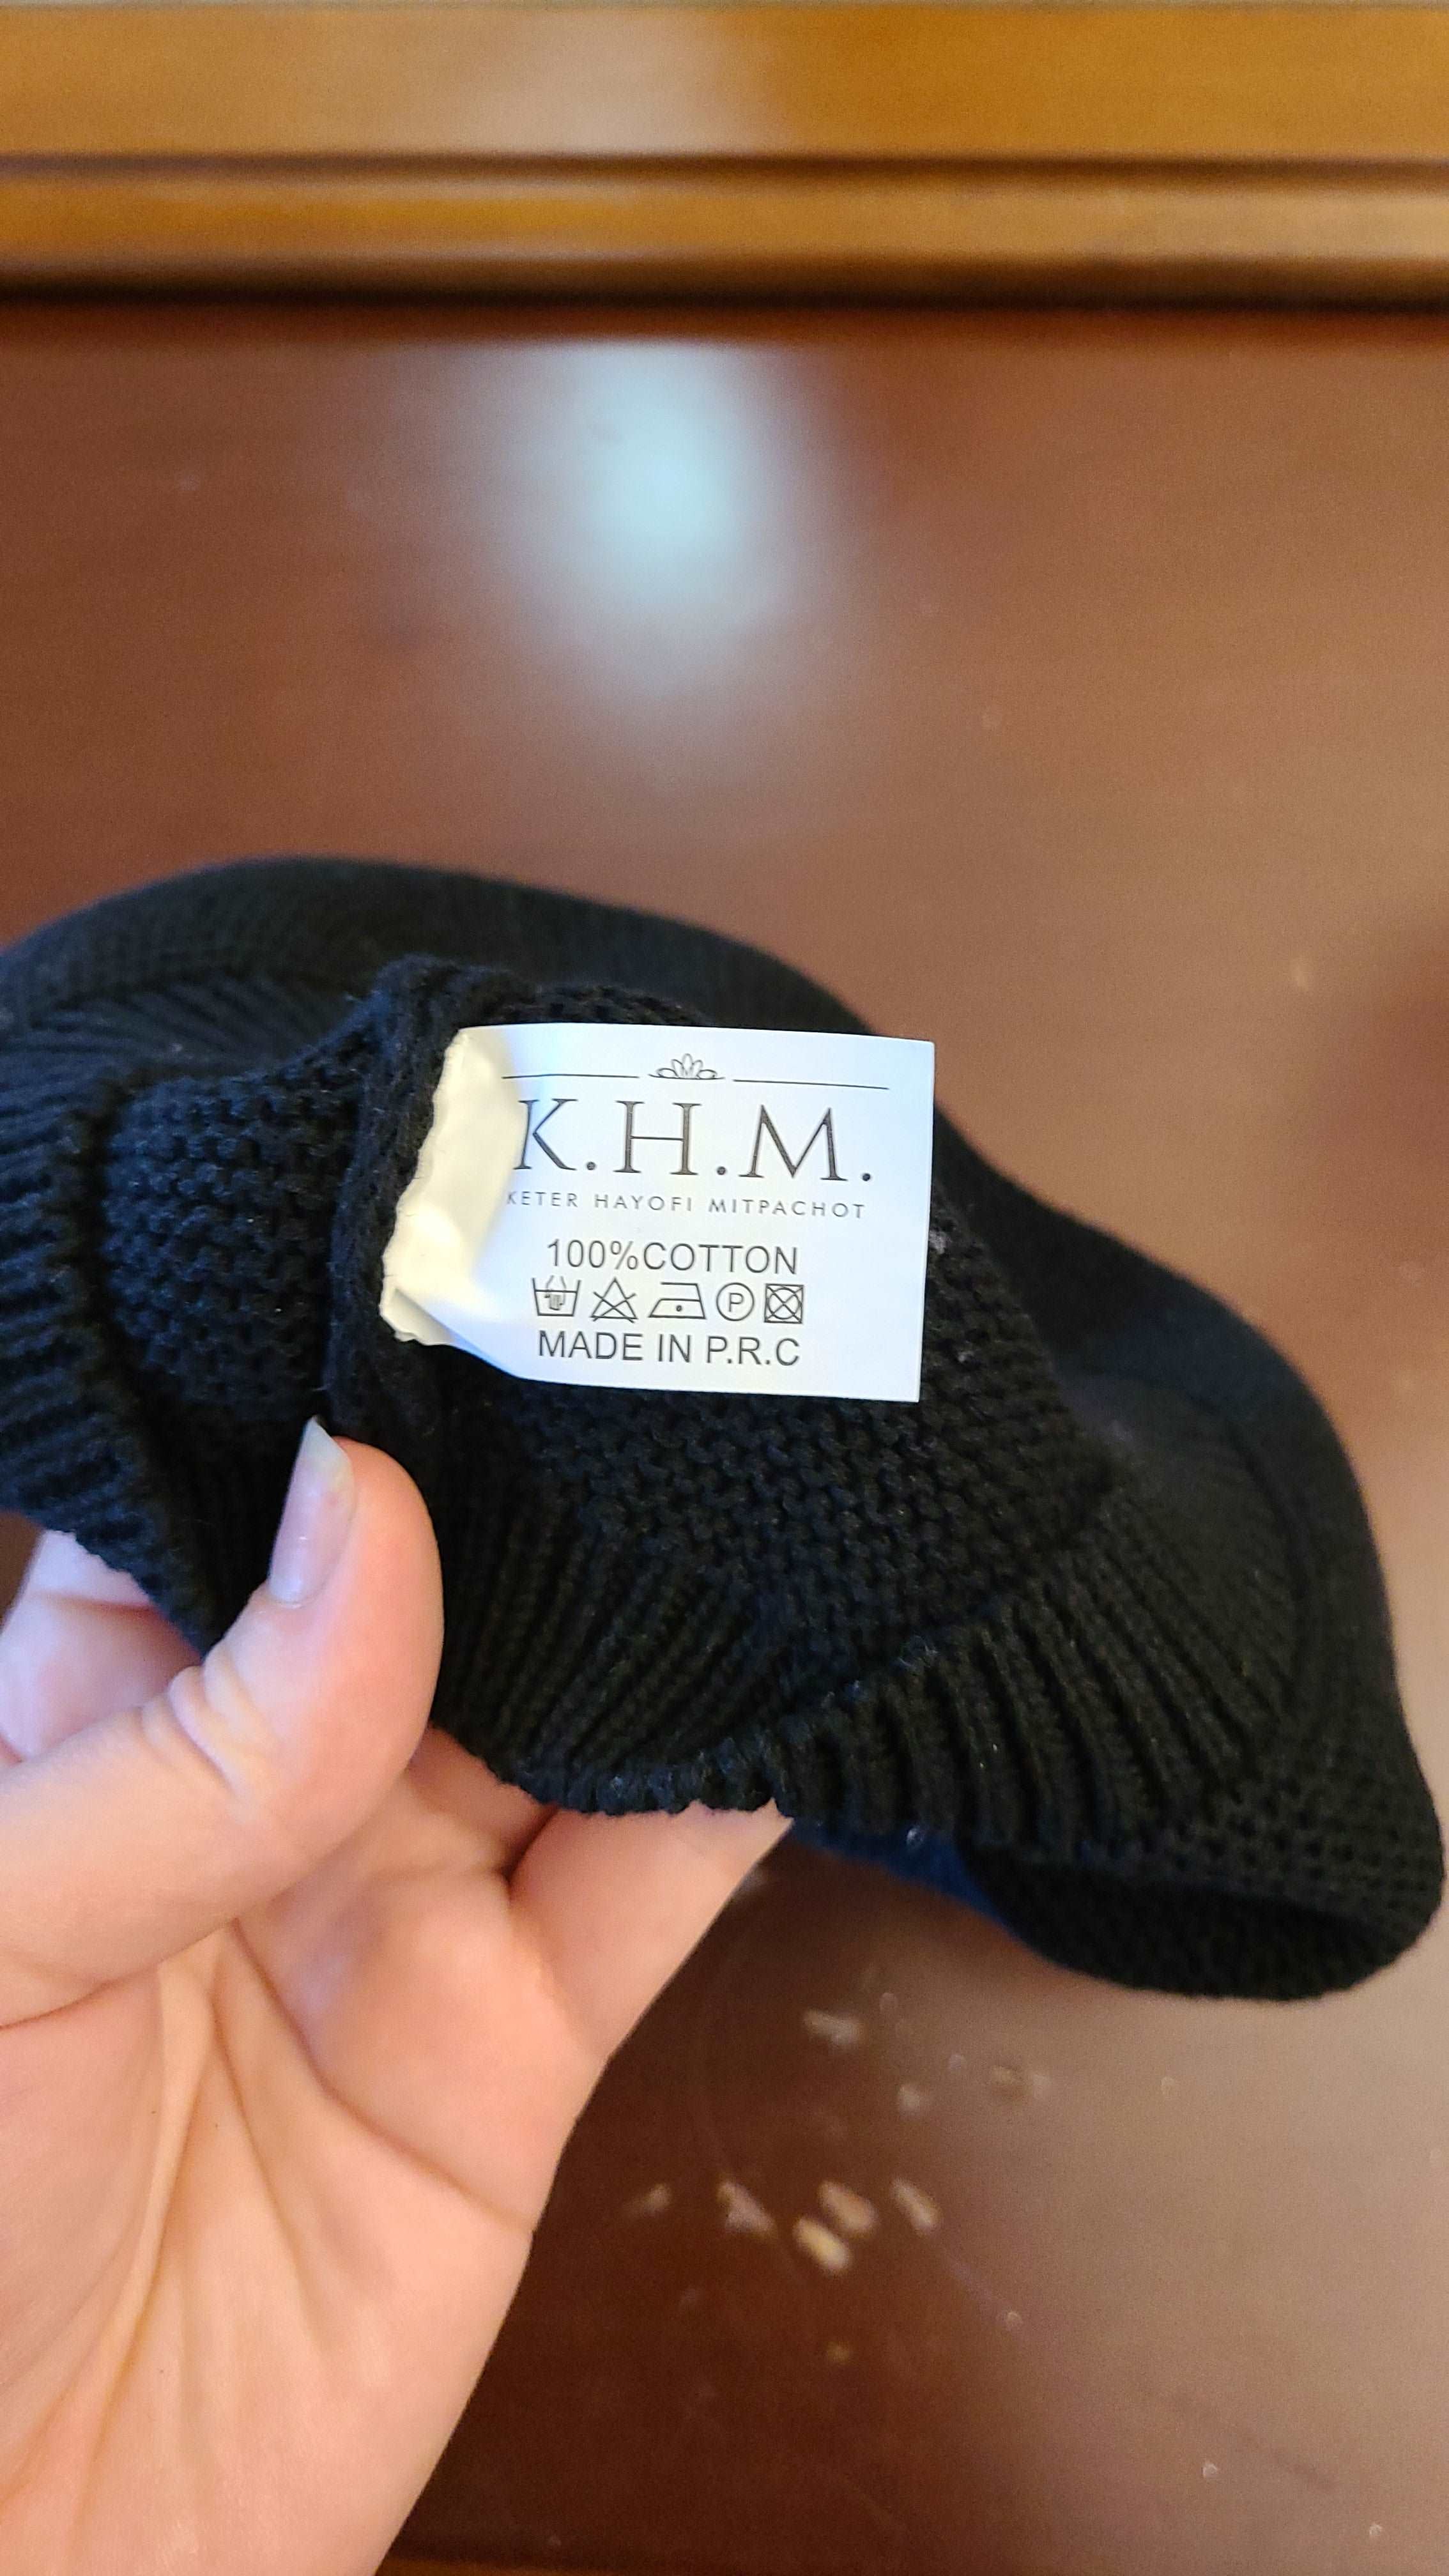 K.H.M.
KETER HAYOFI MITPACHOT
100%COTTON
P
MADE IN P.R.C